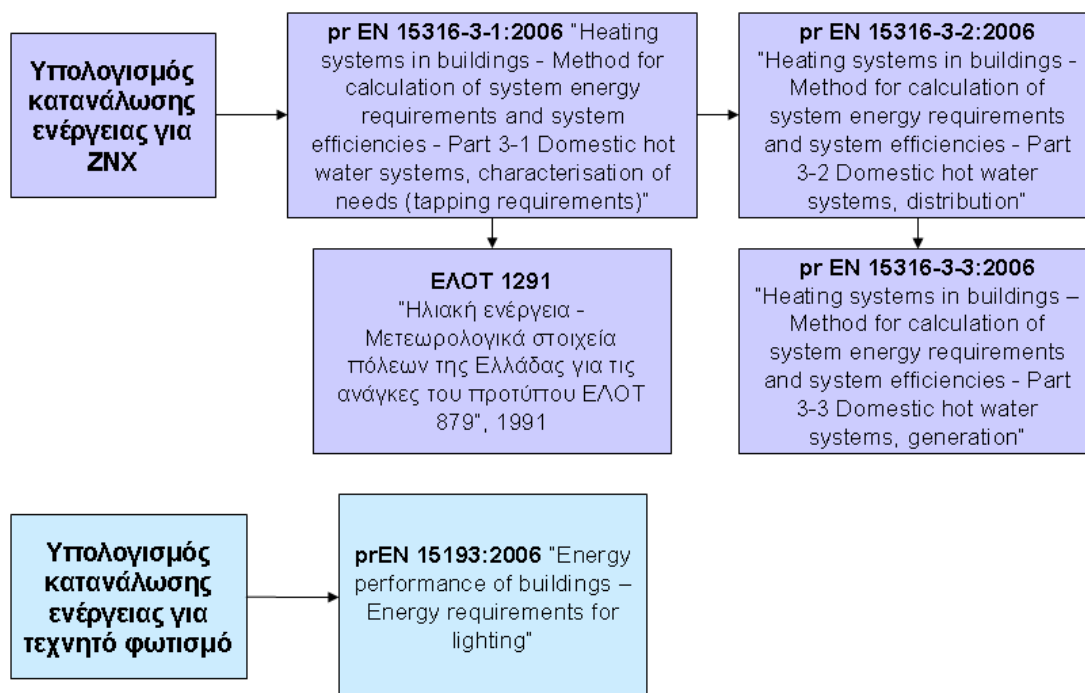 Υπολογισμός
κατανάλωσης
ενέργειας για
ΖΝΧ
pr EN 15316-3-1:2006 "Heating
systems in buildings - Method for
calculation of system energy
requirements and system
efficiencies - Part 3-1 Domestic hot
water systems, characterisation of
needs (tapping requirements)"
pr EN 15316-3-2:2006
"Heating systems in buildings -
Method for calculation of
system energy requirements
and system efficiencies - Part
3-2 Domestic hot water
systems, distribution"
ΕΛΟΤ 1291
"Ηλιακή ενέργεια -
Μετεωρολογικά στοιχεία
πόλεων της Ελλάδας για τις
ανάγκες του προτύπου ΕΛΟΤ
879", 1991
pr EN 15316-3-3:2006
"Heating systems in buildings –
Method for calculation of
system energy requirements
and system efficiencies - Part
3-3 Domestic hot water
systems, generation"
Υπολογισμός
κατανάλωσης
ενέργειας για
τεχνητό φωτισμό
prEN 15193:2006 "Energy
performance of buildings –
Energy requirements for
lighting"